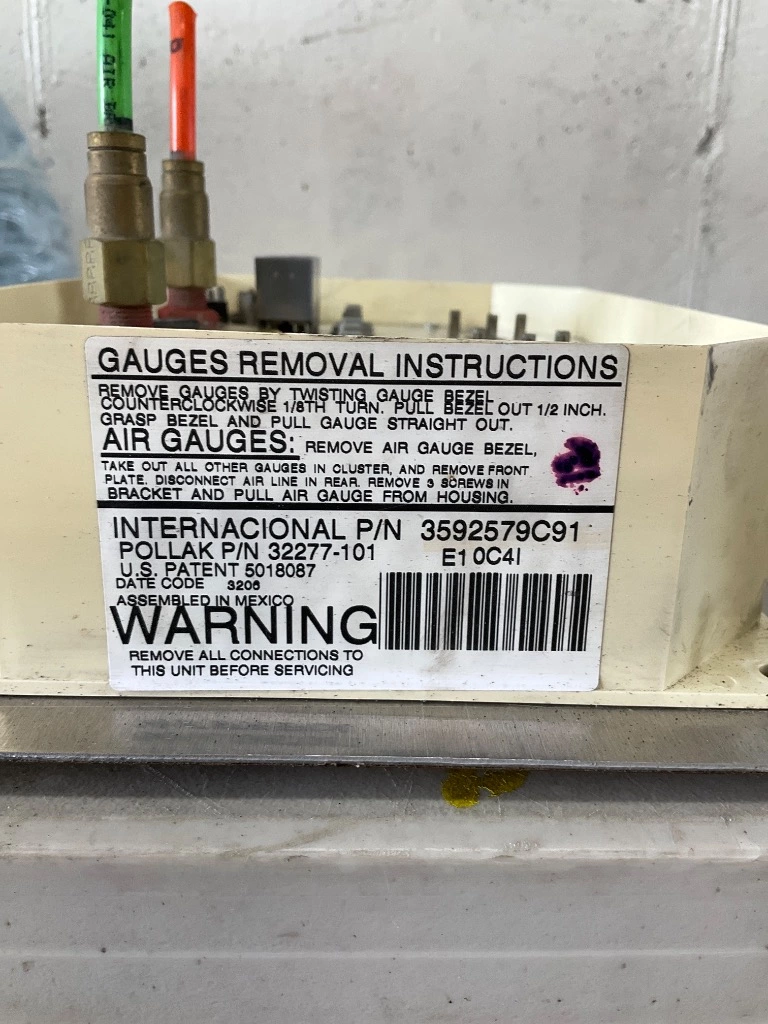 AIR
GAUGES REMOVAL INSTRUCTIONS
REMOVE GAUGES BY TWISTING GAUGE BEZEL
COUNTERCLOCKWISE 1/8TH TURN. PULL BEZEL OUT 1/2 INCH.
GRASP BEZEL AND PULL GAUGE STRAIGHT OUT.
AIR GAUGES: REMOVE AIR GAUGE BEZEL,
TAKE OUT ALL OTHER GAUGES IN CLUSTER, AND REMOVE FRONT
PLATE. DISCONNECT AIR LINE IN REAR. REMOVE 3 SCREWS IN
BRACKET AND PULL AIR GAUGE FROM HOUSING.
INTERNACIONAL P/N 3592579C91
POLLAK P/N 32277-101 E1 0C4I
U.S. PATENT 5018087
DATE CODE 3206
ASSEMBLED IN MEXICO
WARNING
REMOVE ALL CONNECTIONS TO
THIS UNIT BEFORE SERVICING